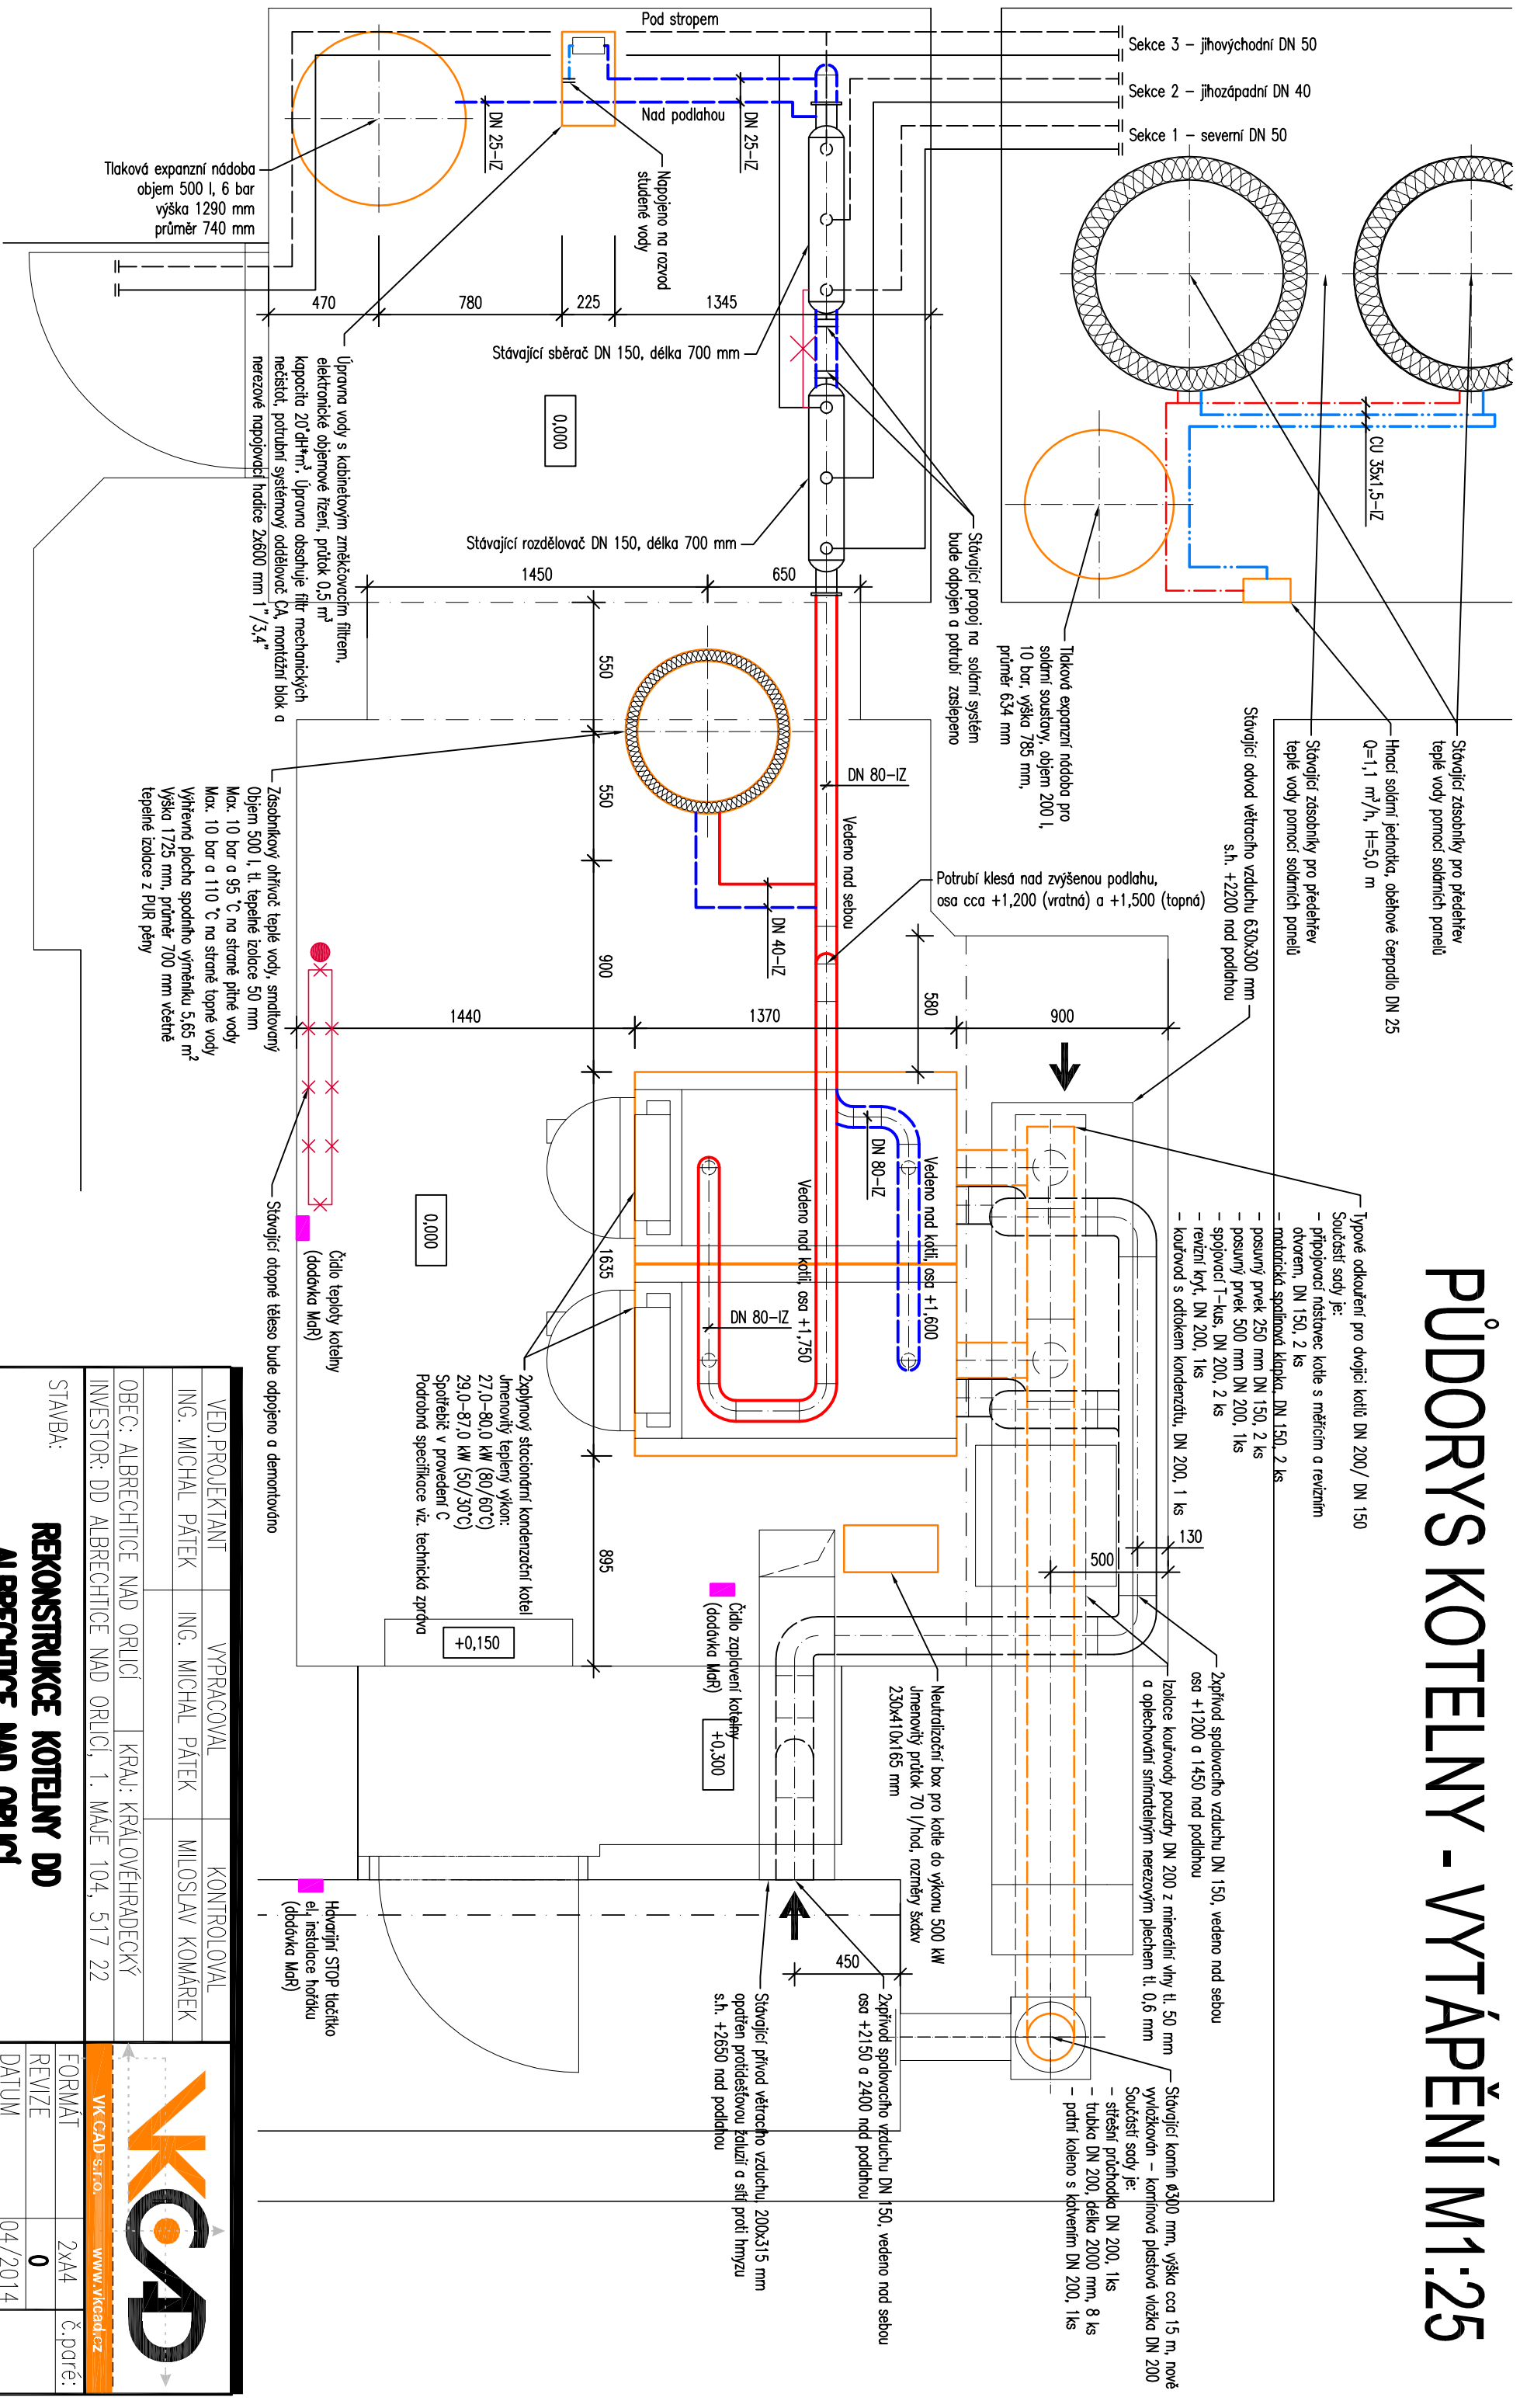 PŮDORYS KOTELNY - VYTÁPĚNÍ M1:25
Pod stropem
Sekce 3 – jihovýchodní DN 50
Sekce 2 – jihozápadní DN 40
Sekce 1 – severní DN 50
Nad podlahou
DN 25-IZ
DN 25-IZ
Napojeno na rozvod
studené vody
Tlaková expanzní nádoba
objem 500 l, 6 bar
výška 1290 mm
průměr 740 mm
470
780
225
1345
Stávající sběrač DN 150, délka 700 mm
Stávající rozdělovač DN 150, délka 700 mm
0,000
CU 35x1,5-IZ
Úpravna vody s kabinetovým změkčovacím filtrem,
elektronické objemové řízení, průtok 0,5 m³
kapacita 20°dH*m³, Úpravna obsahuje filtr mechanických
nečistot, potrubní systémový oddělovač CA, montážní blok a
nerezové napojovací hadice 2x600 mm 1"/3,4"
Stávající propoj na solární systém
bude odpojen a potrubí zaslepeno
Tlaková expanzní nádoba pro
solární soustavy, objem 200 l,
10 bar, výška 785 mm,
průměr 634 mm
Stávající zásobníky pro předehřev
teplé vody pomocí solárních panelů
Hnací solární jednotka, oběhové čerpadlo DN 25
Q=1,1 m³/h, H=5,0 m
Stávající zásobníky pro předehřev
teplé vody pomocí solárních panelů
Stávající odvod větracího vzduchu 630x300 mm
s.h. +2200 nad podlahou
1450
650
550
550
900
1635
895
DN 80-IZ
Vedeno nad sebou
DN 40-IZ
Potrubí klesá nad zvýšenou podlahu,
osa cca +1,200 (vratná) a +1,500 (topná)
580
1440
1370
900
Zásobníkový ohřívač teplé vody, smaltovaný
Objem 500 l, tl. tepelné izolace 50 mm
Max. 10 bar a 95 °C na straně pitné vody
Max. 10 bar a 110 °C na straně topné vody
Výhřevná plocha spodního výměníku 5,65 m²
Výška 1725 mm, průměr 700 mm včetně
tepelné izolace z PUR pěny
Stávající otopné těleso bude odpojeno a demontováno
Čidlo teploty kotelny
(dodávka MaR)
0,000
DN 80-IZ
Vedeno nad kotli, osa +1,600
Vedeno nad kotli, osa +1,750
DN 80-IZ
Typové odkouření pro dvojici kotlů DN 200/ DN 150
Součástí sady je:
– připojovací nástavec kotle s měřícím a revizním
otvorem, DN 150, 2 ks
– motorická spalinová klapka, DN 150, 2 ks
– posuvný prvek 250 mm DN 150, 2 ks
– posuvný prvek 500 mm DN 200, 1ks
– spojovací T-kus, DN 200, 2 ks
– revizní kryt, DN 200, 1ks
– kouřovod s odtokem kondenzátu, DN 200, 1 ks
130
500
2xplynový stacionární kondenzační kotel
Jmenovitý teplený výkon:
27,0-80,0 kW (80/60°C)
29,0-87,0 kW (50/30°C)
Spotřebič v provedení C
Podrobná specifikace viz. technická zpráva
+0,150
Čidlo zaplavení kotelny
(dodávka MaR)
+0,300
Neutralizační box pro kotle do výkonu 500 kW
Jmenovitý průtok 70 l/hod, rozměry šxdxv
230x410x165 mm
2xpřívod spalovacího vzduchu DN 150, vedeno nad sebou
osa +1200 a 1450 nad podlahou
Izolace kouřovody pouzdry DN 200 z minerální vlny tl. 50 mm
a oplechování snímatelným nerezovým plechem tl. 0,6 mm
450
Havarijní STOP tlačítko
el. instalace hořáku
(dodávka MaR)
Stávající přívod větracího vzduchu, 200x315 mm
opatřen protidešťovou žaluzií a sítí proti hmyzu
s.h. +2650 nad podlahou
2xpřívod spalovacího vzduchu DN 150, vedeno nad sebou
osa +2150 a 2400 nad podlahou
Stávající komín ø300 mm, výška cca 15 m, nově
vyvložkován – komínová plastová vložka DN 200
Součástí sady je:
– střešní průchodka DN 200, 1ks
– trubka DN 200, délka 2000 mm, 8 ks
– patní koleno s kotvením DN 200, 1ks
VED.PROJEKTANT
VYPRACOVAL
KONTROLOVAL
ING. MICHAL PÁTEK
ING. MICHAL PÁTEK
MILOSLAV KOMÁREK
OBEC: ALBRECHTICE NAD ORLICÍ
KRAJ: KRÁLOVÉHRADECKÝ
INVESTOR: DD ALBRECHTICE NAD ORLICÍ, 1. MÁJE 104, 517 22
STAVBA:
REKONSTRUKCE KOTELNY DD
ALBRECHTICE NAD ORLICÍ
VKCAD
VK CAD s.r.o.
www.vkcad.cz
FORMÁT
2xA4
č.paré:
REVIZE
0
DATUM
04/2014